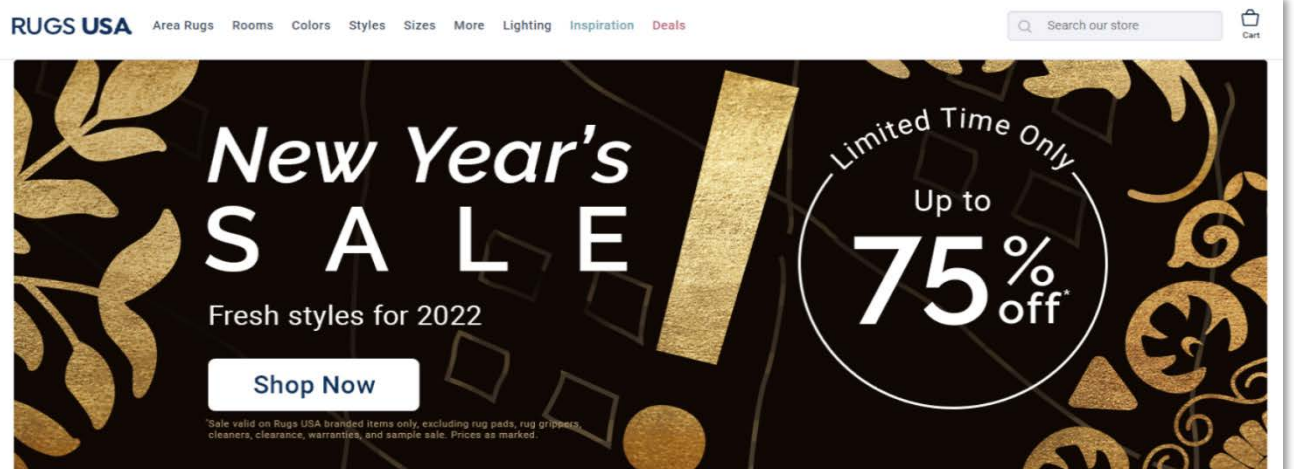 RUGS USA Area Rugs Rooms Colors Styles Sizes More Lighting Inspiration Deals Search our store Cart
New Year's
SALE
!
Fresh styles for 2022
Shop Now
*Sale valid on Rugs USA branded items only, excluding rug pads, rug grippers,
cleaners, clearance, warranties, and sample sale. Prices as marked.
Limited Time Only
Up to
75% off*